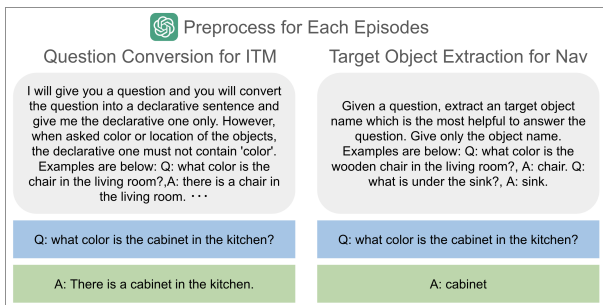 Preprocess for Each Episodes
Question Conversion for ITM
I will give you a question and you will convert
the question into a declarative sentence and
give me the declarative one only. However,
when asked color or location of the objects,
the declarative one must not contain 'color'.
Examples are below: Q: what color is the
chair in the living room?,A: there is a chair in
the living room. ···
Q: what color is the cabinet in the kitchen?
A: There is a cabinet in the kitchen.
Target Object Extraction for Nav
Given a question, extract an target object
name which is the most helpful to answer the
question. Give only the object name.
Examples are below: Q: what color is the
wooden chair in the living room?, A: chair. Q:
what is under the sink?, A: sink.
Q: what color is the cabinet in the kitchen?
A: cabinet